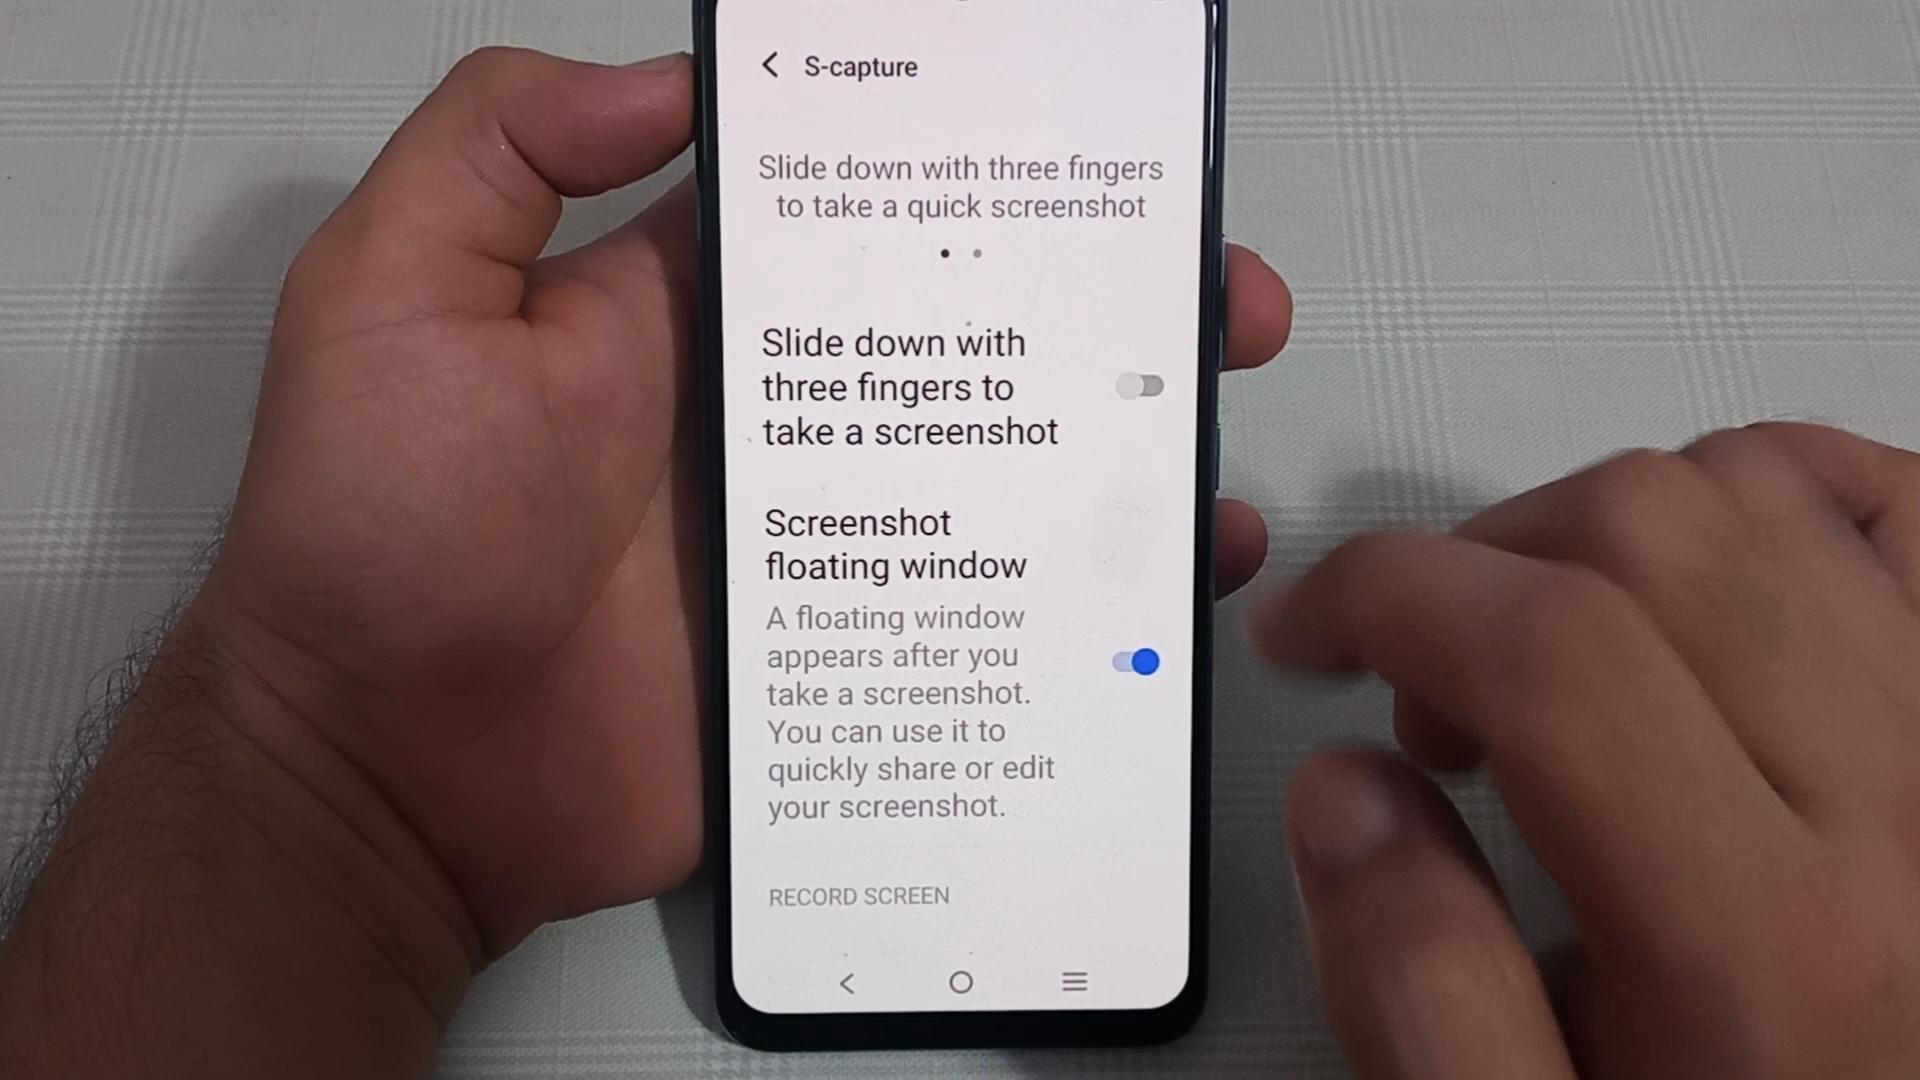 S-capture
Slide down with three fingers
to take a quick screenshot
Slide down with
three fingers to
take a screenshot
Screenshot
floating window
A floating window
appears after you
take a screenshot.
You can use it to
quickly share or edit
your screenshot.
RECORD SCREEN